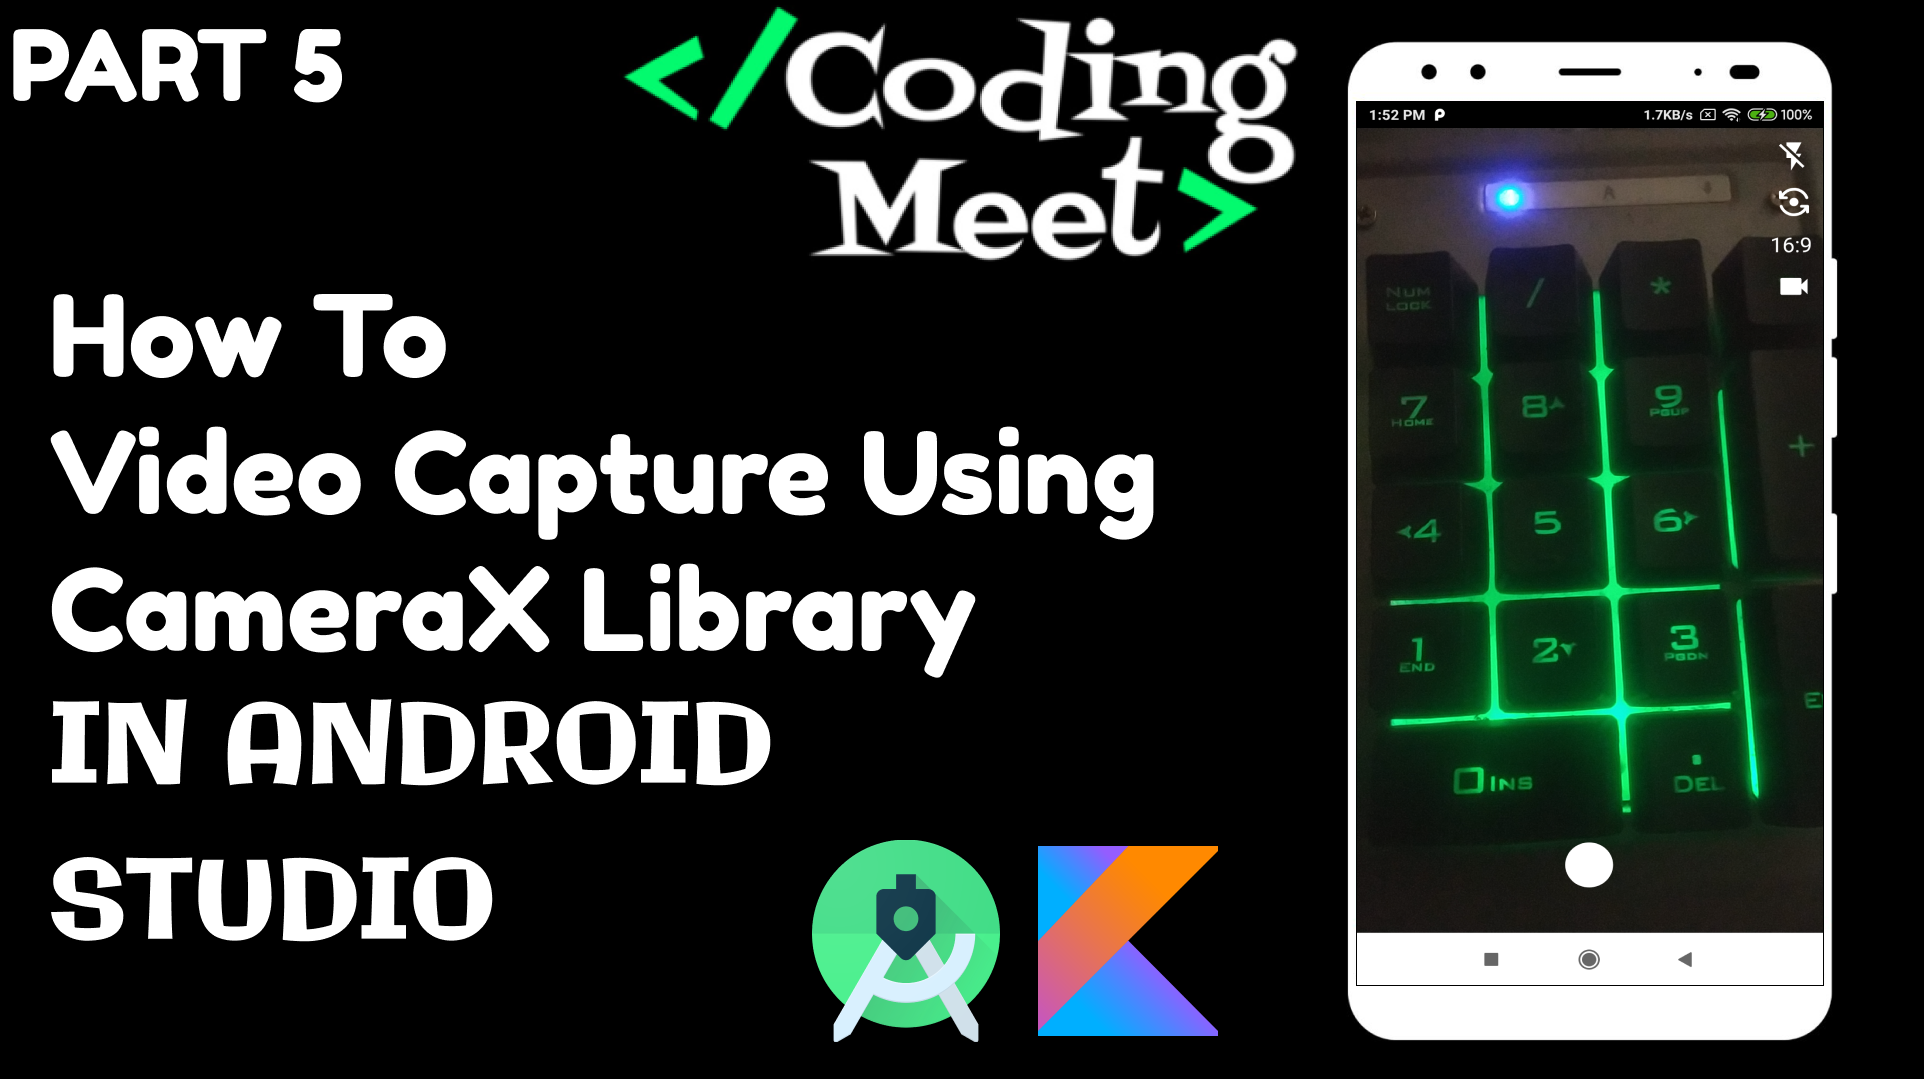 PART 5
</Coding
Meet>
How To
Video Capture Using
CameraX Library
IN ANDROID
STUDIO
1:52 PM
1.7KB/s
100%
16:9
A
NUM
LOCK
/
*
7
HOME
8
9
PGUP
+
4
5
6
1
END
2
3
PGDN
0 INS
.
DEL